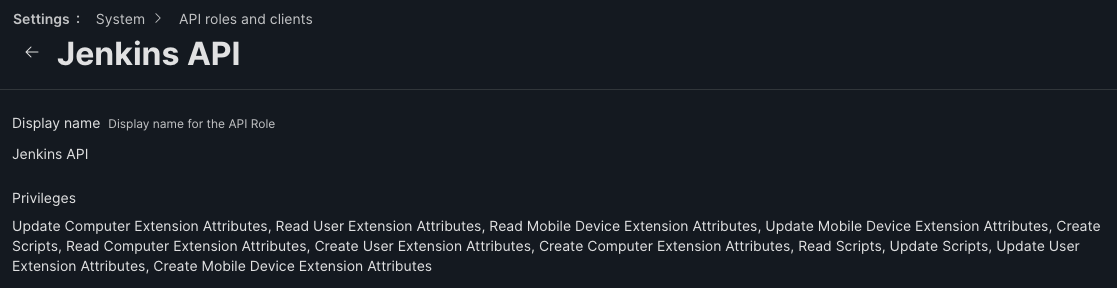 Settings : System > API roles and clients
← Jenkins API
Display name Display name for the API Role
Jenkins API
Privileges
Update Computer Extension Attributes, Read User Extension Attributes, Read Mobile Device Extension Attributes, Update Mobile Device Extension Attributes, Create
Scripts, Read Computer Extension Attributes, Create User Extension Attributes, Create Computer Extension Attributes, Read Scripts, Update Scripts, Update User
Extension Attributes, Create Mobile Device Extension Attributes